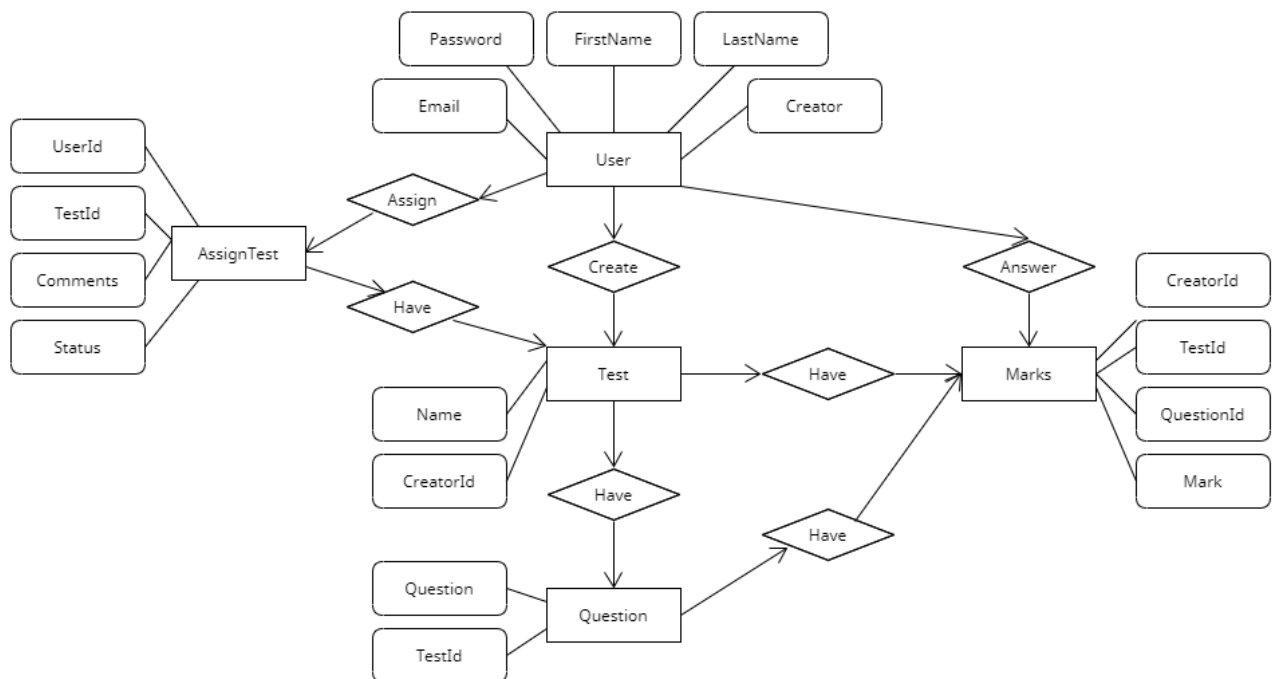 Password
FirstName
LastName
Email
Creator
UserId
User
TestId
Assign
AssignTest
Comments
Create
Answer
CreatorId
Have
Status
TestId
Test
Have
Marks
Name
QuestionId
CreatorId
Have
Mark
Have
Question
Question
TestId